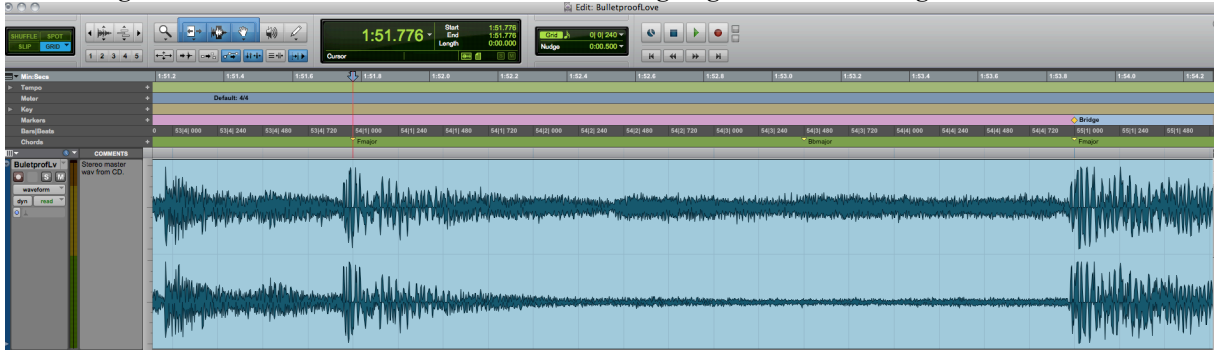 Edit: BulletproofLove
SHUFFLE SPOT
SLIP GRID
1 2 3 4 5
1:51.776
Start 1:51.776
End 1:51.776
Length 0:00.000
Cursor
Grid 0| 0| 240
Nudge 0:00.500
Min:Secs 1:51.2 1:51.4 1:51.6 1:51.8 1:52.0 1:52.2 1:52.4 1:52.6 1:52.8 1:53.0 1:53.2 1:53.4 1:53.6 1:53.8 1:54.0 1:54.2
Tempo
Meter Default: 4/4
Key
Markers Bridge
Bars|Beats 0 53|4| 000 53|4| 240 53|4| 480 53|4| 720 54|1| 000 54|1| 240 54|1| 480 54|1| 720 54|2| 000 54|2| 240 54|2| 480 54|2| 720 54|3| 000 54|3| 240 54|3| 480 54|3| 720 54|4| 000 54|4| 240 54|4| 480 54|4| 720 55|1| 000 55|1| 240 55|1| 480
Chords Fmajor Bbmajor Fmajor
COMMENTS
BuletprofLv Stereo master
wav from CD.
S M
waveform
dyn read